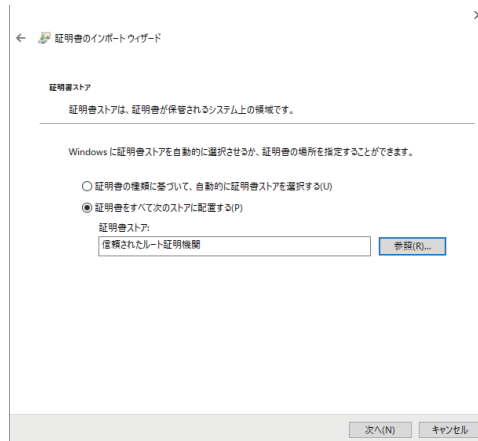 証明書のインポート ウィザード
証明書ストア
証明書ストアは、証明書が保管されるシステム上の領域です。
Windows に証明書ストアを自動的に選択させるか、証明書の場所を指定することができます。
証明書の種類に基づいて、自動的に証明書ストアを選択する(U)
証明書をすべて次のストアに配置する(P)
証明書ストア:
信頼されたルート証明機関
参照(R)...
次へ(N)
キャンセル